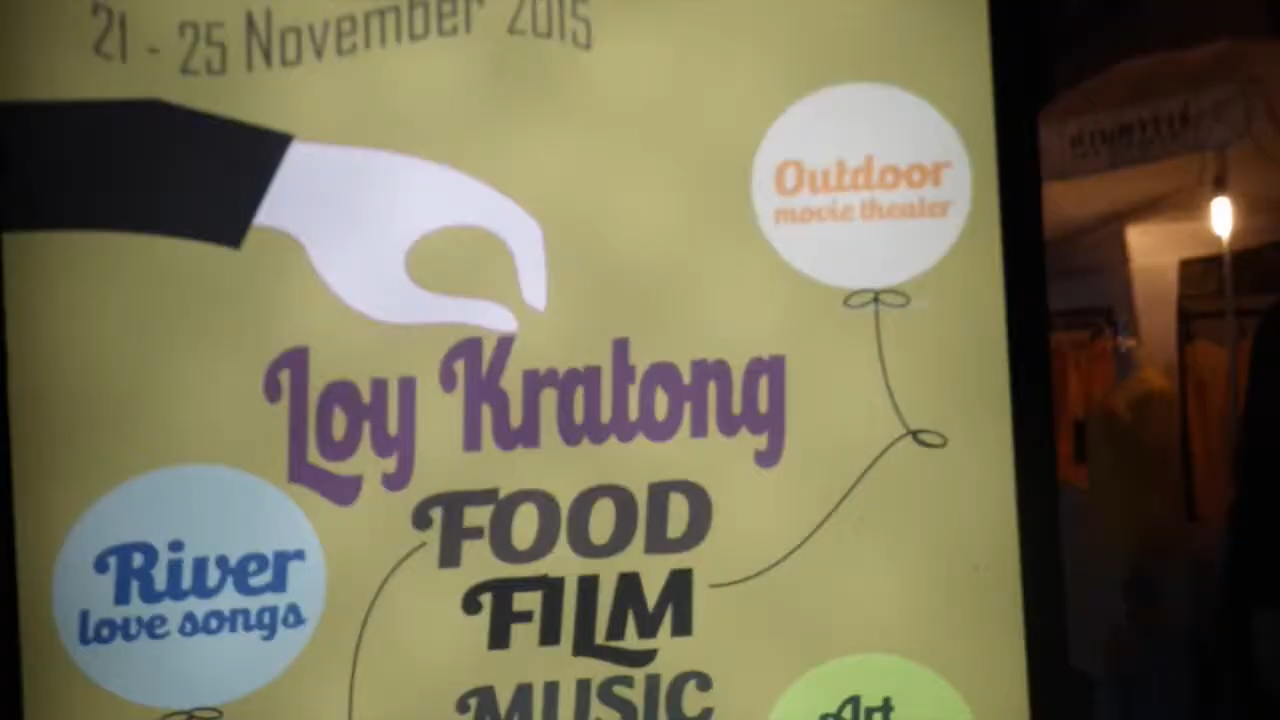 21 - 25 November 2015
Outdoor
movie theater
Loy Kratong
FOOD
FILM
MUSIC
River
love songs
Art